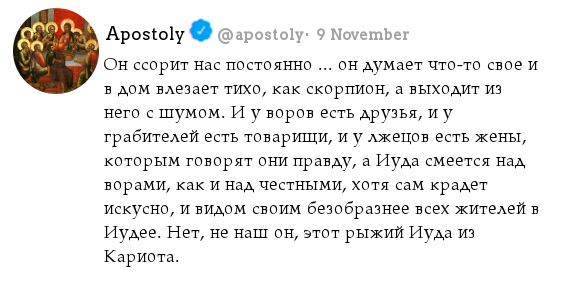 Apostoly @apostoly· 9 November
Он ссорит нас постоянно ... он думает что-то свое и
в дом влезает тихо, как скорпион, а выходит из
него с шумом. И у воров есть друзья, и у
грабителей есть товарищи, и у лжецов есть жены,
которым говорят они правду, а Иуда смеется над
ворами, как и над честными, хотя сам крадет
искусно, и видом своим безобразнее всех жителей в
Иудее. Нет, не наш он, этот рыжий Иуда из
Кариота.